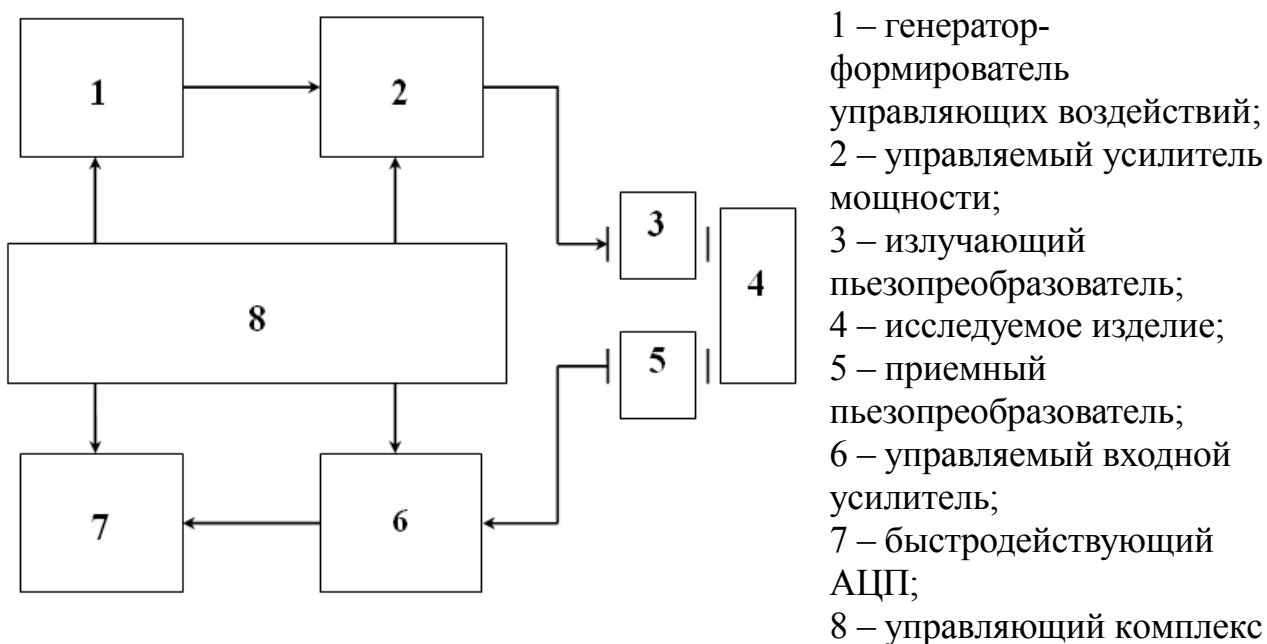 1
2
3
4
5
6
7
8
1 – генератор-
формирователь
управляющих воздействий;
2 – управляемый усилитель
мощности;
3 – излучающий
пьезопреобразователь;
4 – исследуемое изделие;
5 – приемный
пьезопреобразователь;
6 – управляемый входной
усилитель;
7 – быстродействующий
АЦП;
8 – управляющий комплекс